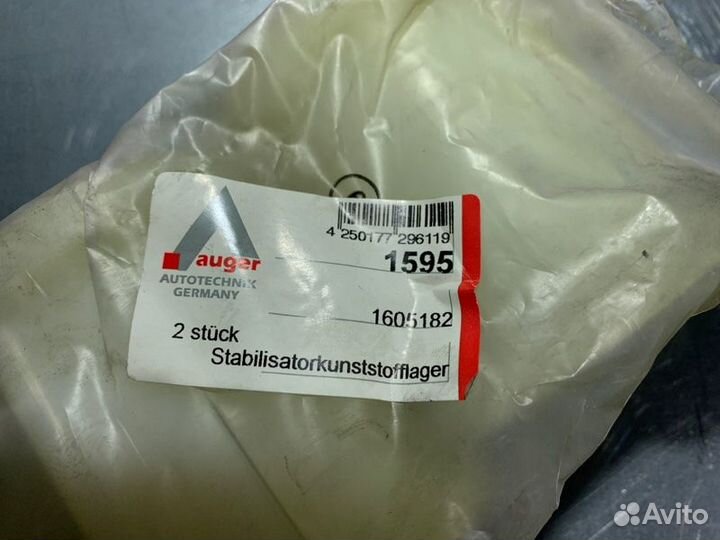 4 250177 296119
1595
auger
AUTOTECHNIK
GERMANY
1605182
2 stück
Stabilisatorkunststofflager
Avito